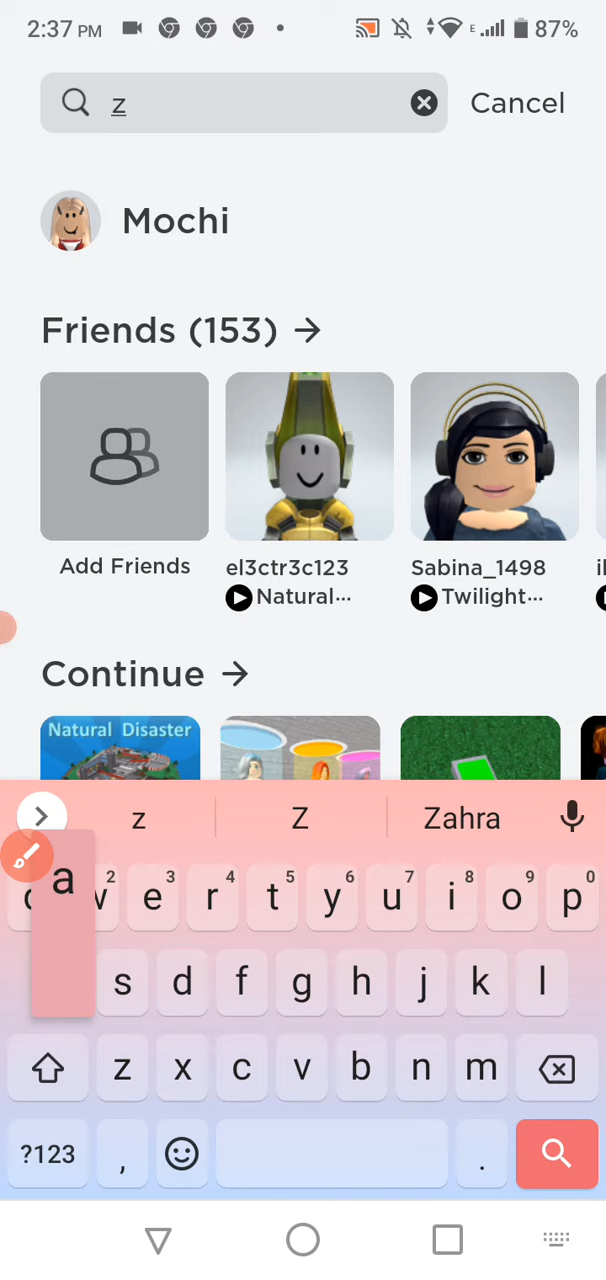 2:37 PM E 87%
z Cancel
Mochi
Friends (153) →
Add Friends
el3ctr3c123
Natural...
Sabina_1498
Twilight...
Continue →
Natural Disaster
z Z Zahra
2 e 3 r 4 t 5 y 6 u 7 i 8 o 9 p 0
a s d f g h j k l
z x c v b n m
?123 , .